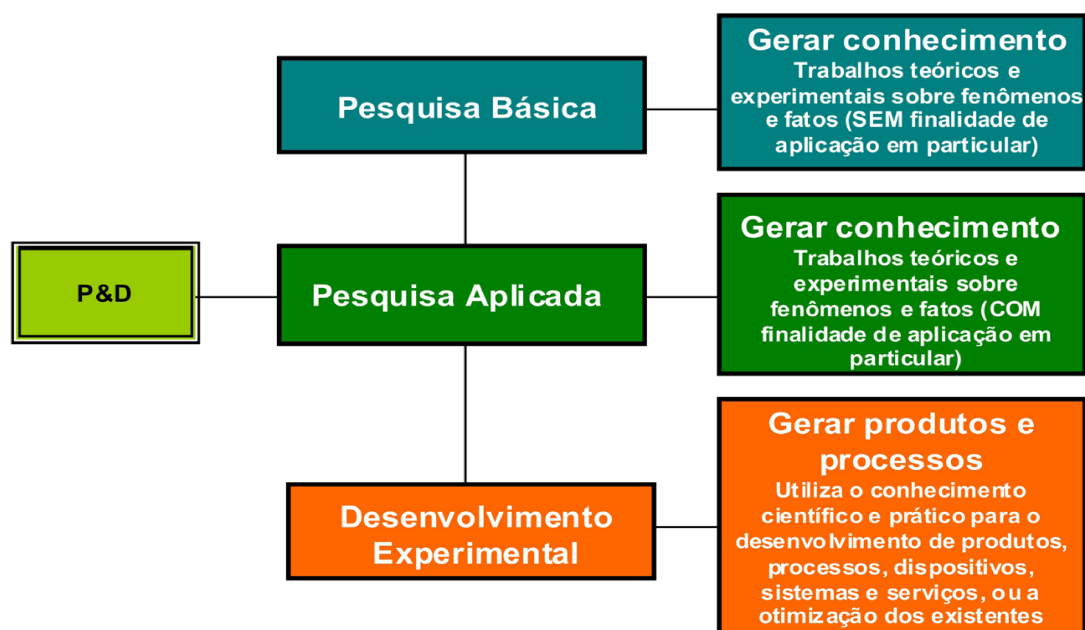 Gerar conhecimento
Trabalhos teóricos e
experimentais sobre fenômenos
e fatos (SEM finalidade de
aplicação em particular)
Pesquisa Básica
Gerar conhecimento
Trabalhos teóricos e
experimentais sobre
fenômenos e fatos (COM
finalidade de aplicação em
particular)
P&D
Pesquisa Aplicada
Gerar produtos e
processos
Utiliza o conhecimento
científico e prático para o
desenvolvimento de produtos,
processos, dispositivos,
sistemas e serviços, ou a
otimização dos existentes
Desenvolvimento
Experimental